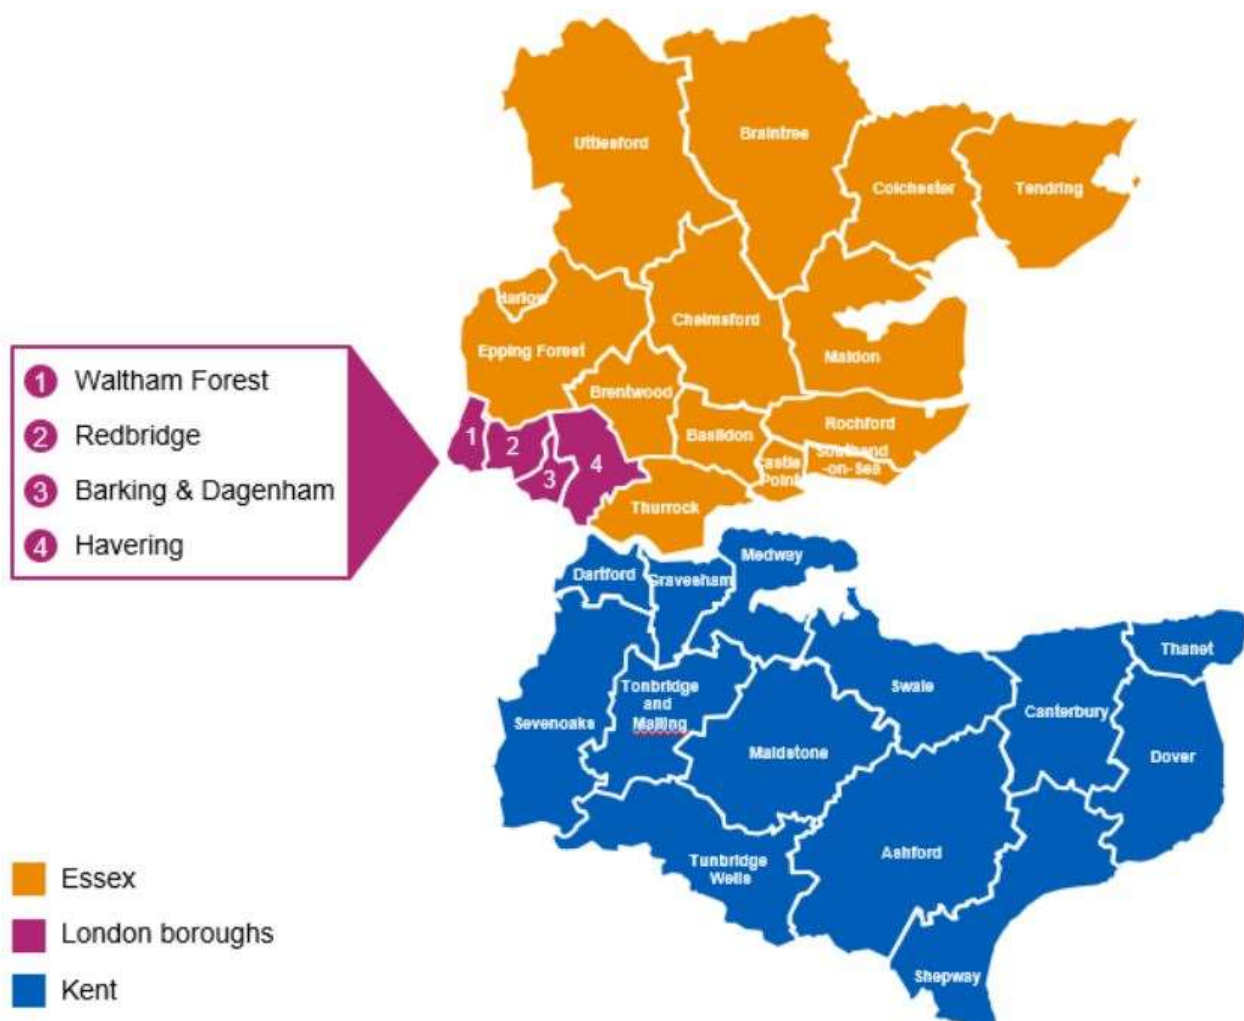 Uttlesford
Braintree
Colchester
Tendring
Harlow
Chelmsford
Epping Forest
Maldon
Brentwood
Rochford
Basildon
Southend
-on-Sea
Castle
Point
Thurrock
1 Waltham Forest
2 Redbridge
3 Barking & Dagenham
4 Havering
1
2
3
4
Medway
Dartford
Gravesham
Thanet
Tonbridge
and
Malling
Swale
Canterbury
Sevenoaks
Maidstone
Dover
Ashford
Tunbridge
Wells
Shepway
Essex
London boroughs
Kent